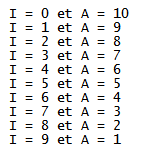 I = 0 et A = 10
I = 1 et A = 9
I = 2 et A = 8
I = 3 et A = 7
I = 4 et A = 6
I = 5 et A = 5
I = 6 et A = 4
I = 7 et A = 3
I = 8 et A = 2
I = 9 et A = 1